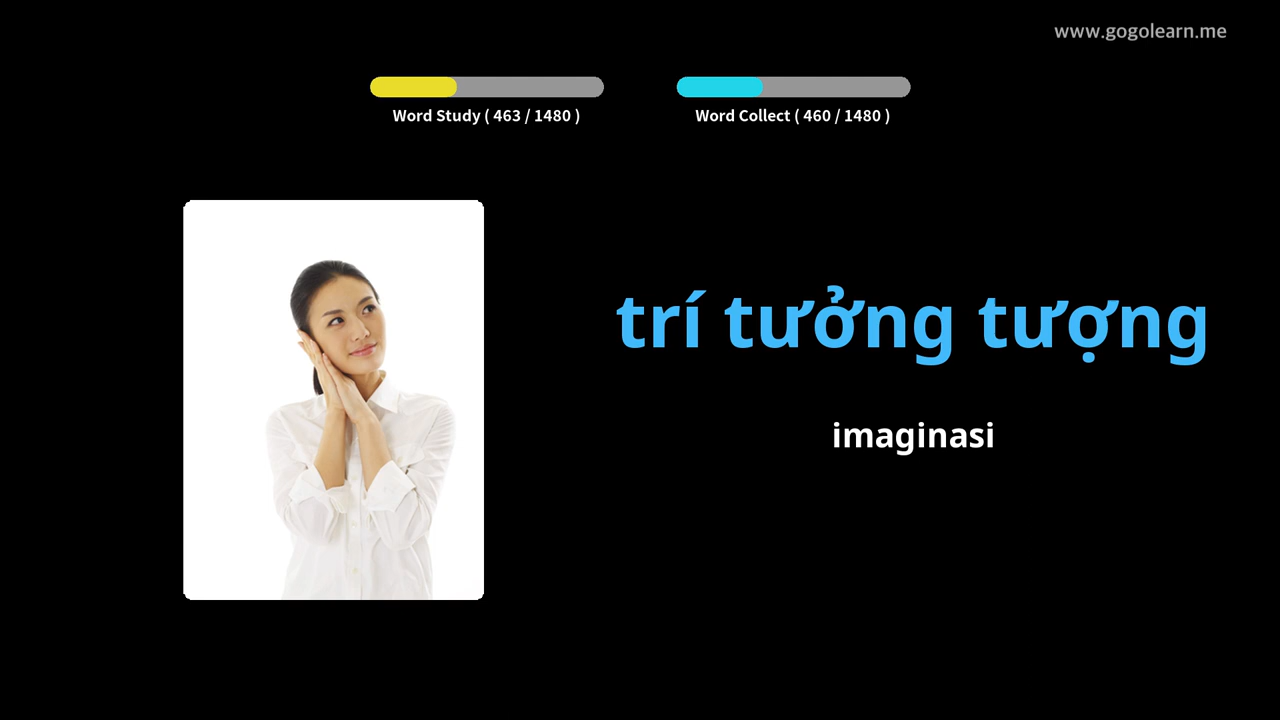 www.gogolearn.me
Word Study ( 463 / 1480 )
Word Collect ( 460 / 1480 )
trí tưởng tượng
imaginasi